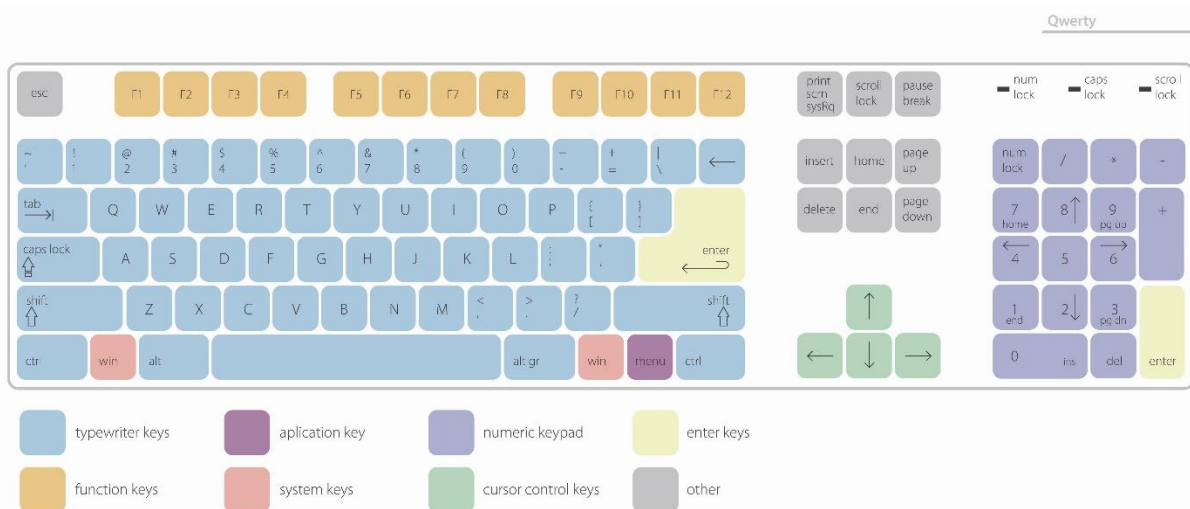 Qwerty
esc F1 F2 F3 F4 F5 F6 F7 F8 F9 F10 F11 F12
print scrn sysRq
scroll lock
pause break
num lock
caps lock
scroll lock
~ ! @ # $ % ^ & * ( ) – + |
' 1 2 3 4 5 6 7 8 9 0 - = \ ←
insert home page up
num lock / * -
tab →| Q W E R T Y U I O P { [ } ]
enter
delete end page down
7 home 8 ↑ 9 pg up +
caps lock A S D F G H J K L : ; " '
← 4 5 → 6
shift Z X C V B N M < , > . ? / shift
↑
1 end 2 ↓ 3 pg dn
ctr win alt alt gr win menu ctrl
← ↓ →
0 ins del enter
typewriter keys
aplication key
numeric keypad
enter keys
function keys
system keys
cursor control keys
other